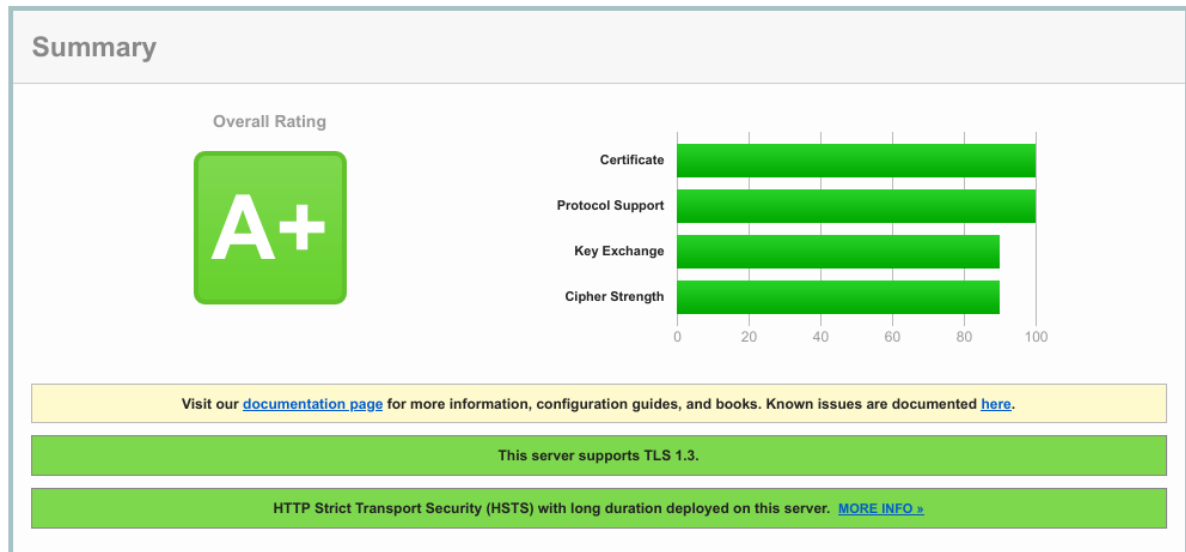 Summary
Overall Rating
A+
Certificate
Protocol Support
Key Exchange
Cipher Strength
0 20 40 60 80 100
Visit our documentation page for more information, configuration guides, and books. Known issues are documented here.
This server supports TLS 1.3.
HTTP Strict Transport Security (HSTS) with long duration deployed on this server. MORE INFO »